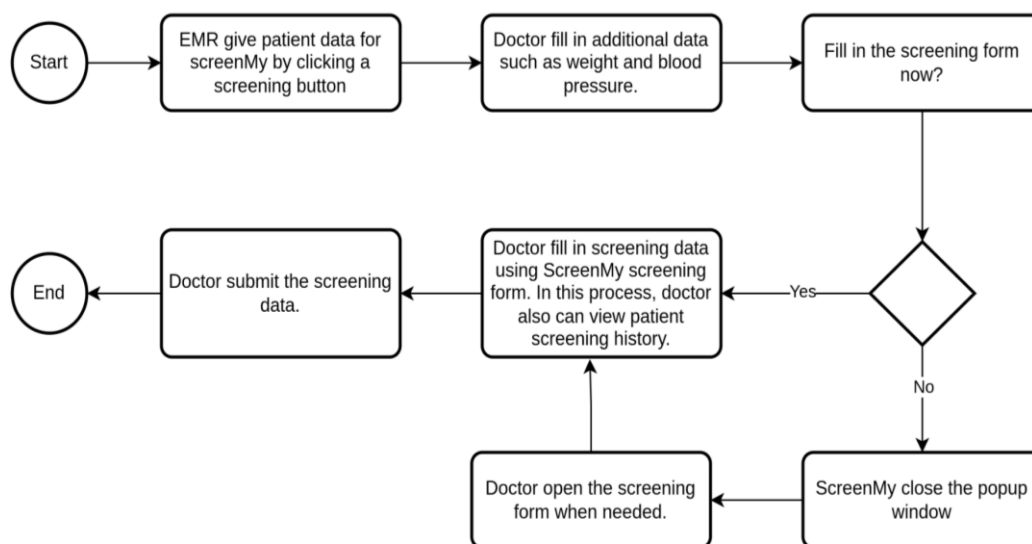 Start
EMR give patient data for
screenMy by clicking a
screening button
Doctor fill in additional data
such as weight and blood
pressure.
Fill in the screening form
now?
Yes
No
Doctor fill in screening data
using ScreenMy screening
form. In this process, doctor
also can view patient
screening history.
Doctor submit the screening
data.
End
ScreenMy close the popup
window
Doctor open the screening
form when needed.